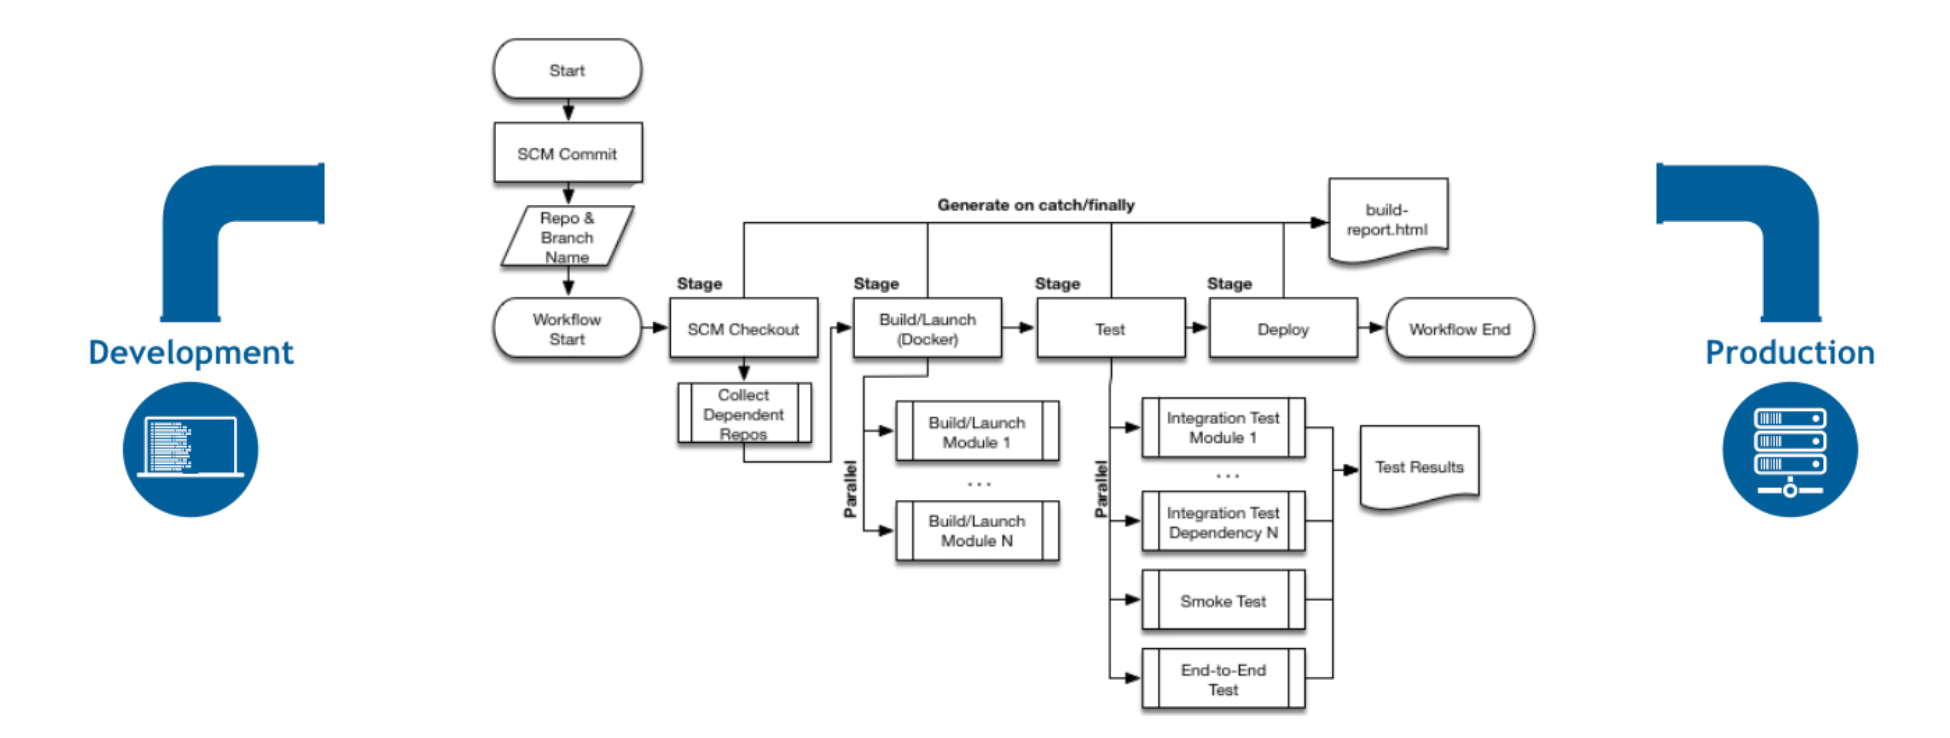 Start
SCM Commit
Repo &
Branch
Name
Generate on catch/finally
build-
report.html
Stage
Stage
Stage
Stage
Workflow
Start
SCM Checkout
Build/Launch
(Docker)
Test
Deploy
Workflow End
Development
Production
Collect
Dependent
Repos
Parallel
Build/Launch
Module 1
...
Build/Launch
Module N
Parallel
Integration Test
Module 1
...
Integration Test
Dependency N
Smoke Test
End-to-End
Test
Test Results